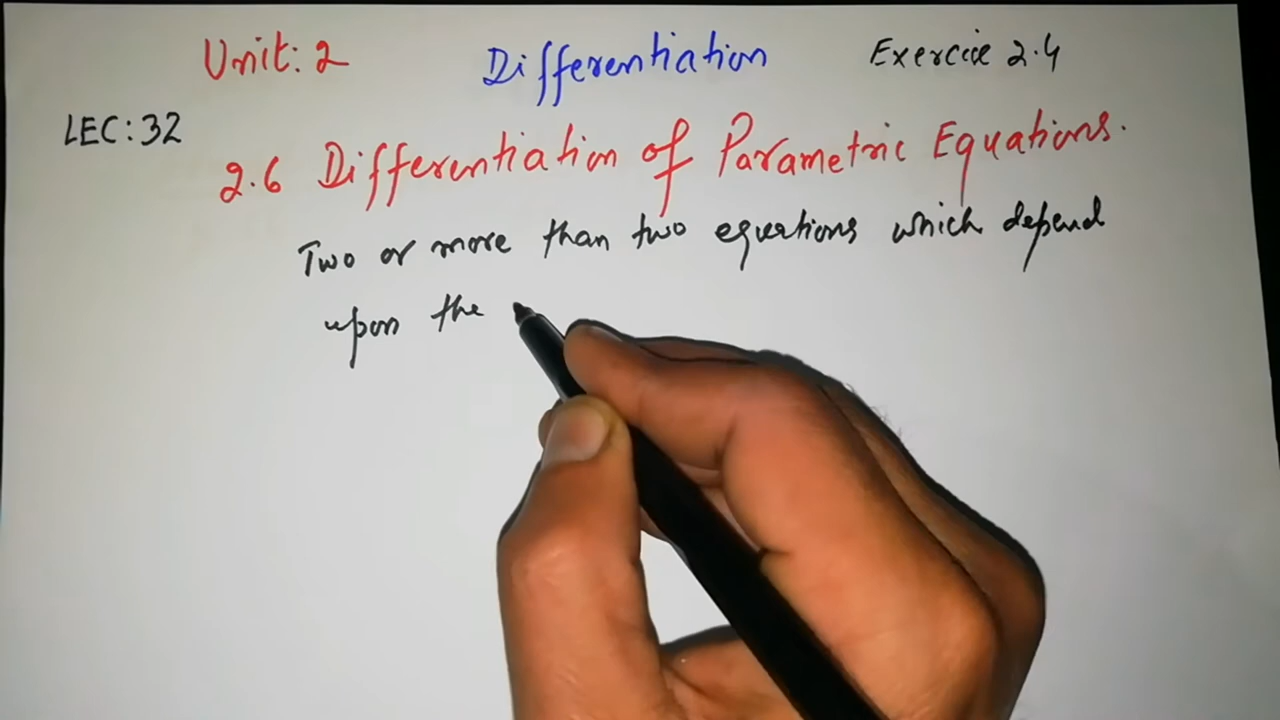 Unit: 2 Differentiation Exercise 2.4
LEC: 32
2.6 Differentiation of Parametric Equations.
Two or more than two equations which depend
upon the